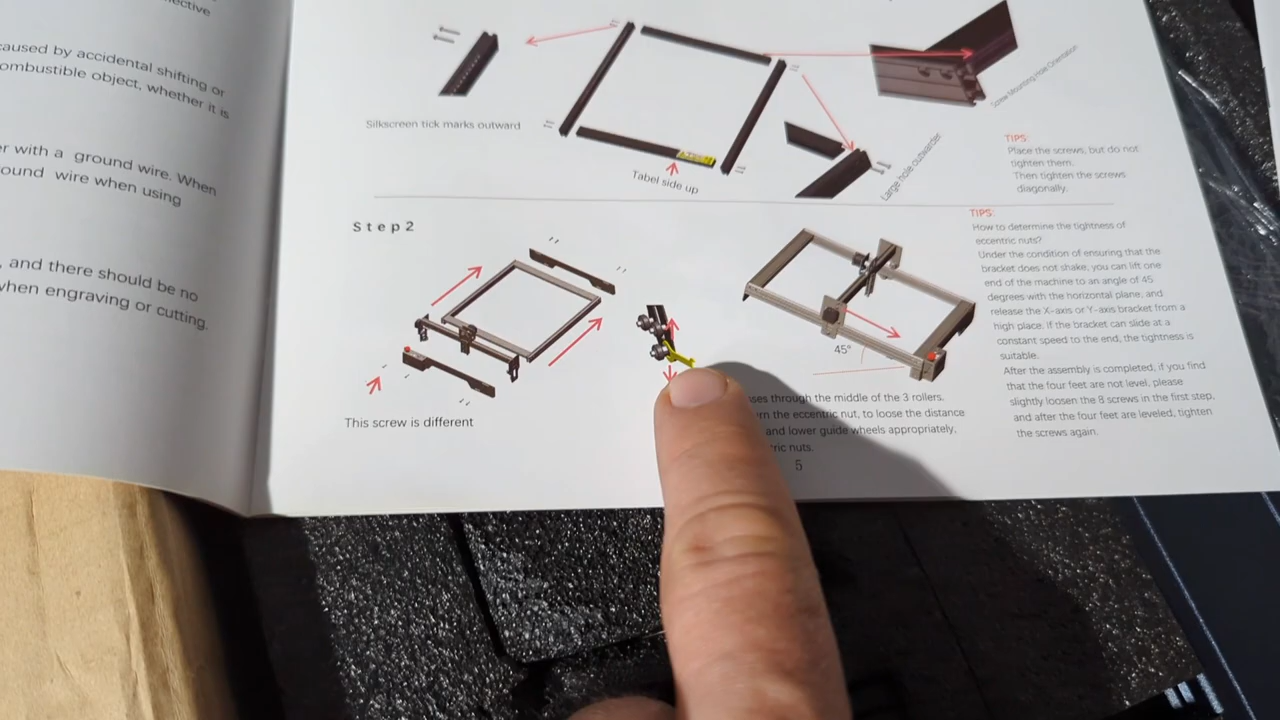 ective
caused by accidental shifting or
ombustible object, whether it is
er with a ground wire. When
ound wire when using
, and there should be no
when engraving or cutting.
Silkscreen tick marks outward
Tabel side up
Large hole outwarder
Screw Mounting Hole Orientation
TIPS:
Place the screws, but do not
tighten them.
Then tighten the screws
diagonally.
Step2
This screw is different
45°
ses through the middle of the 3 rollers.
rn the eccentric nut, to loose the distance
and lower guide wheels appropriately,
ric nuts.
TIPS:
How to determine the tightness of
eccentric nuts?
Under the condition of ensuring that the
bracket does not shake, you can lift one
end of the machine to an angle of 45
degrees with the horizontal plane, and
release the X-axis or Y-axis bracket from a
high place. If the bracket can slide at a
constant speed to the end, the tightness is
suitable.
After the assembly is completed, if you find
that the four feet are not level, please
slightly loosen the 8 screws in the first step,
and after the four feet are leveled, tighten
the screws again.
5